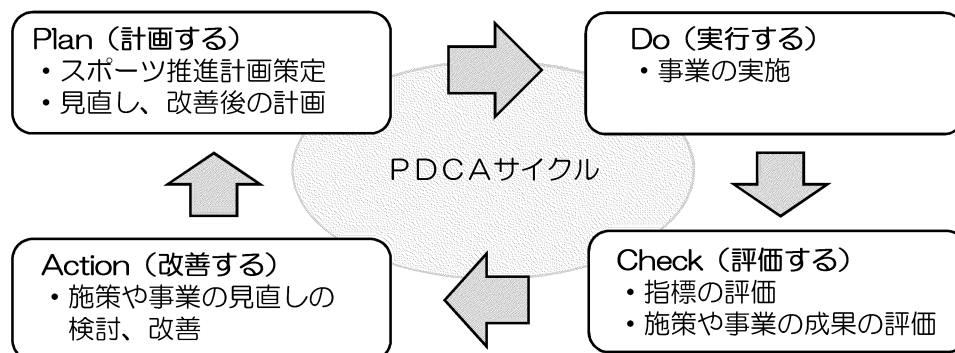 Plan（計画する）
・スポーツ推進計画策定
・見直し、改善後の計画
Do（実行する）
・事業の実施
ＰＤＣＡサイクル
Action（改善する）
・施策や事業の見直しの
検討、改善
Check（評価する）
・指標の評価
・施策や事業の成果の評価